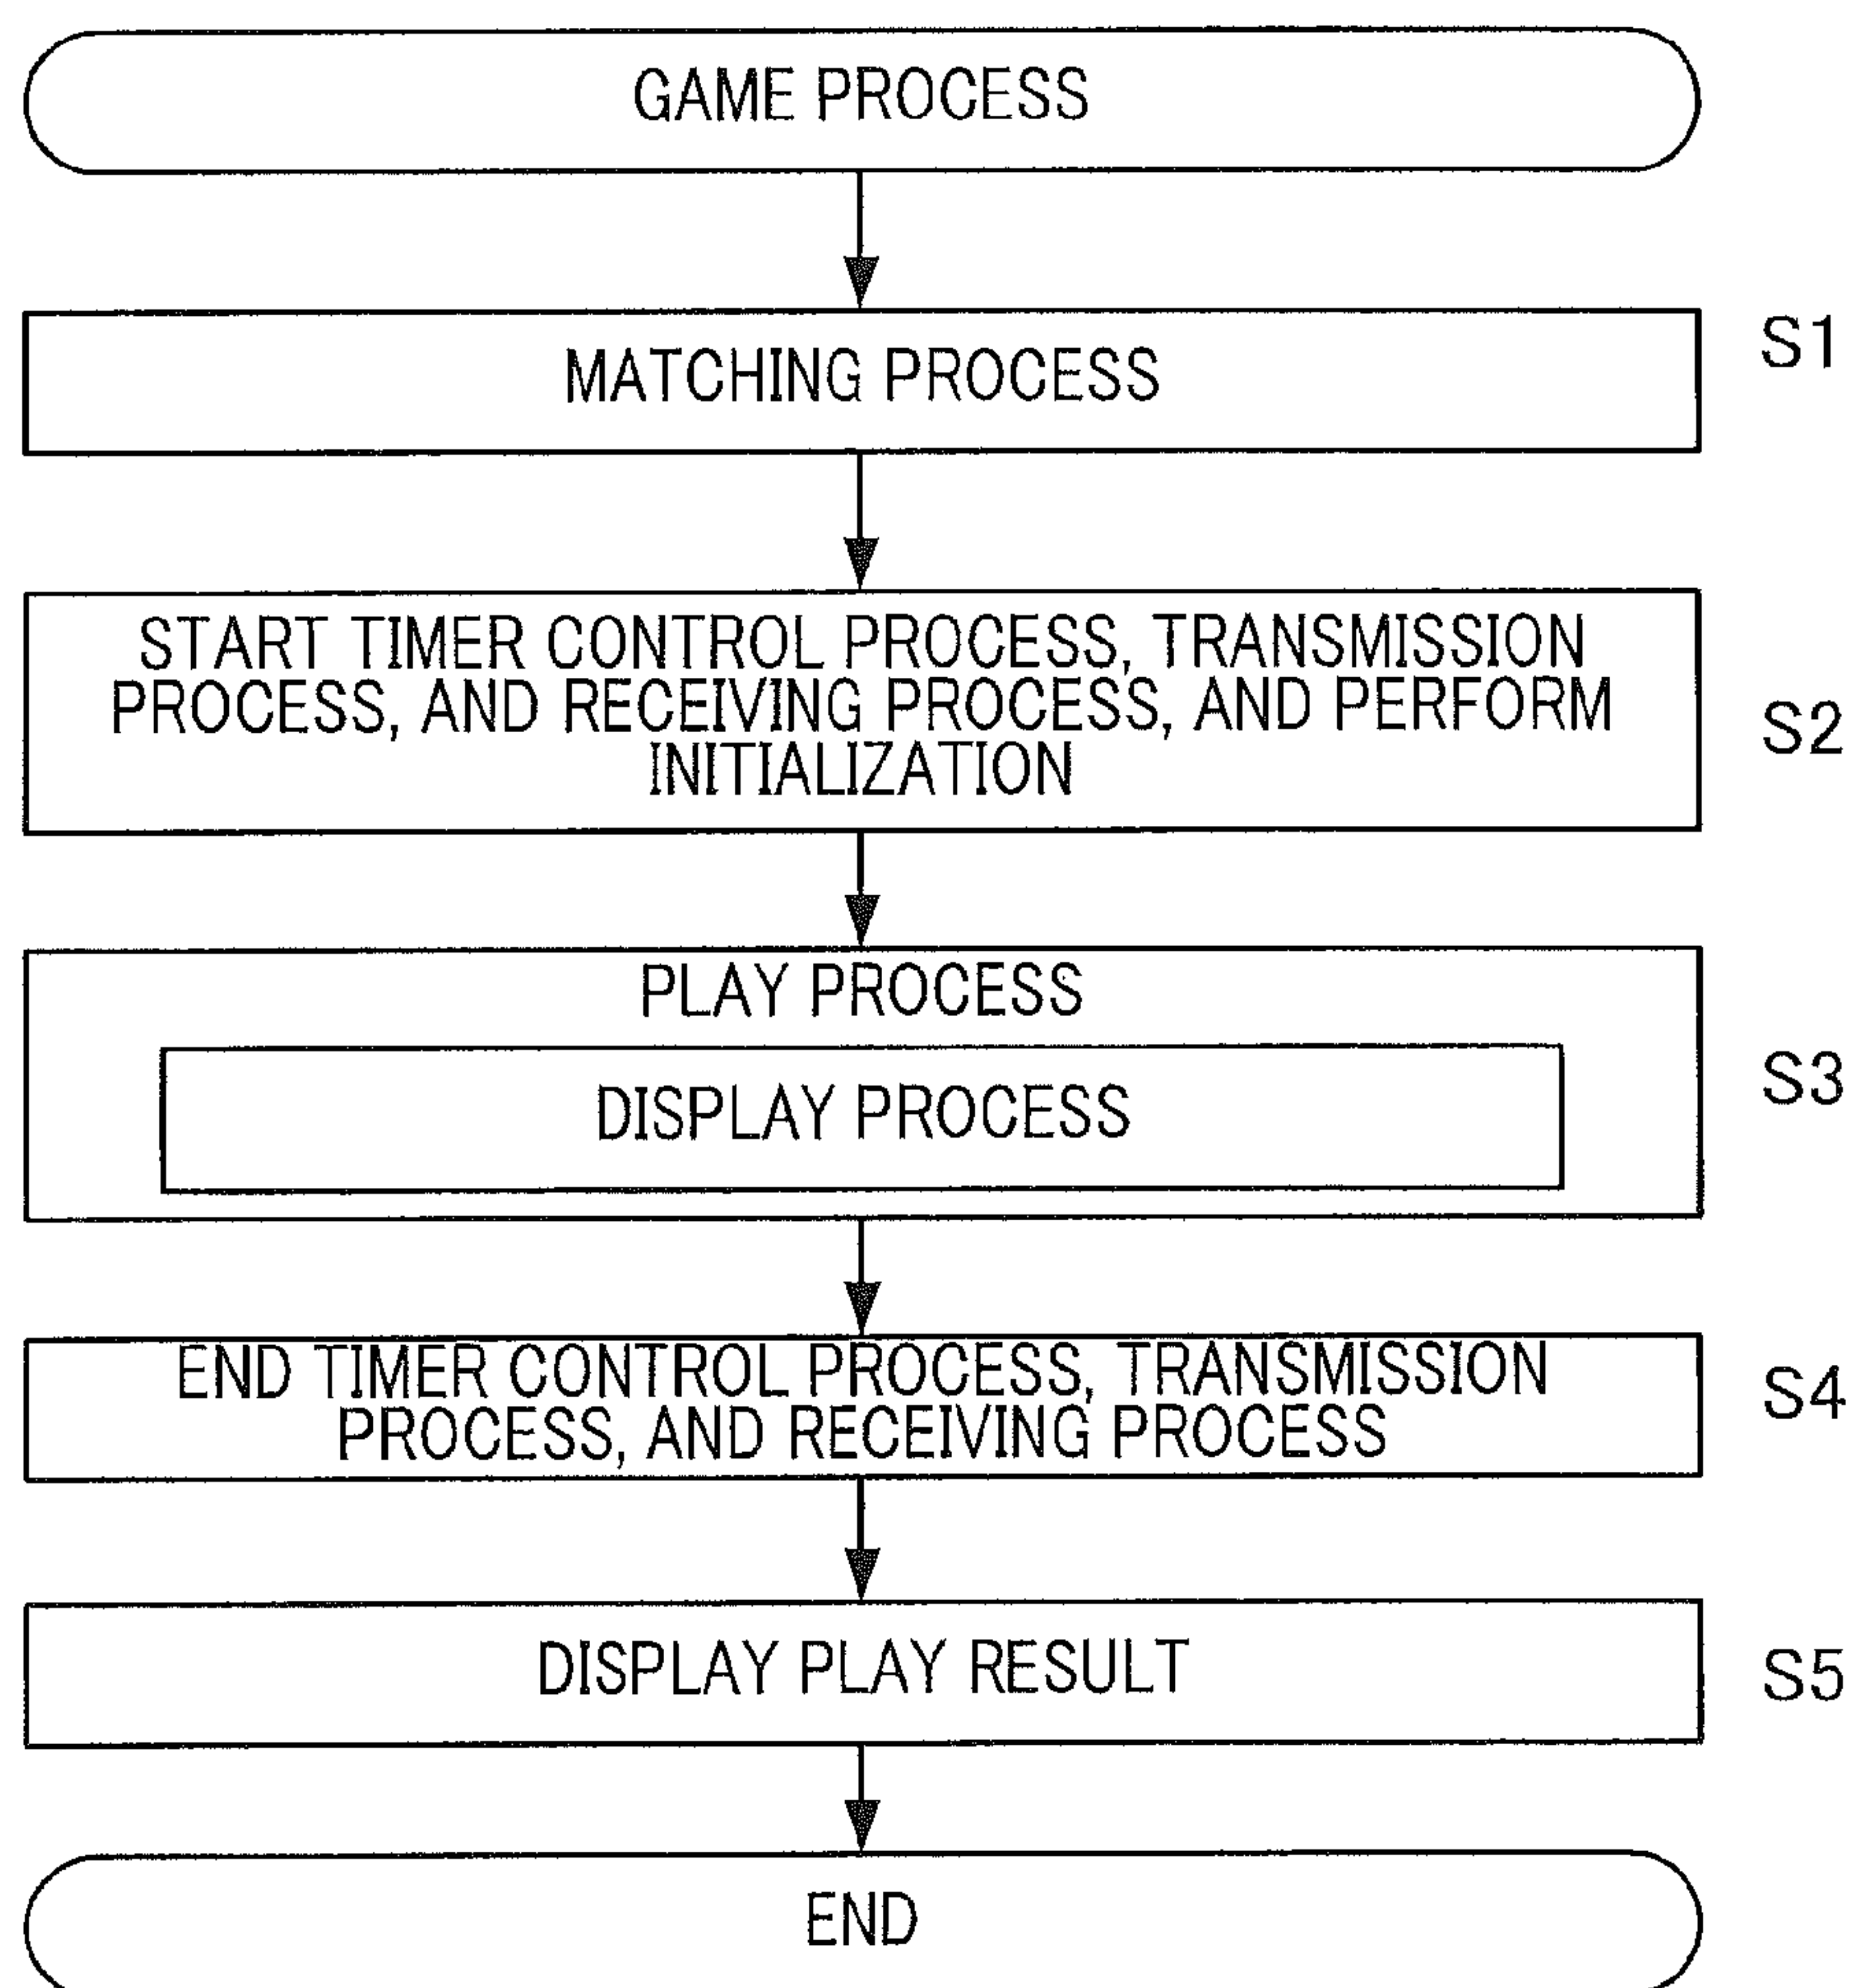 GAME PROCESS
MATCHING PROCESS
S1
START TIMER CONTROL PROCESS, TRANSMISSION
PROCESS, AND RECEIVING PROCESS, AND PERFORM
INITIALIZATION
S2
PLAY PROCESS
DISPLAY PROCESS
S3
END TIMER CONTROL PROCESS, TRANSMISSION
PROCESS, AND RECEIVING PROCESS
S4
DISPLAY PLAY RESULT
S5
END